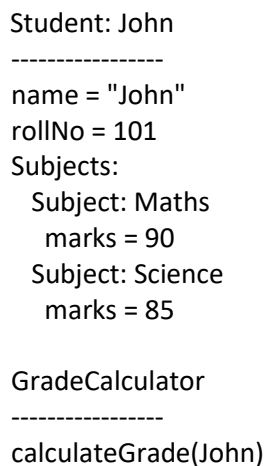 Student: John
-----------------
name = "John"
rollNo = 101
Subjects:
  Subject: Maths
    marks = 90
  Subject: Science
    marks = 85

GradeCalculator
-----------------
calculateGrade(John)